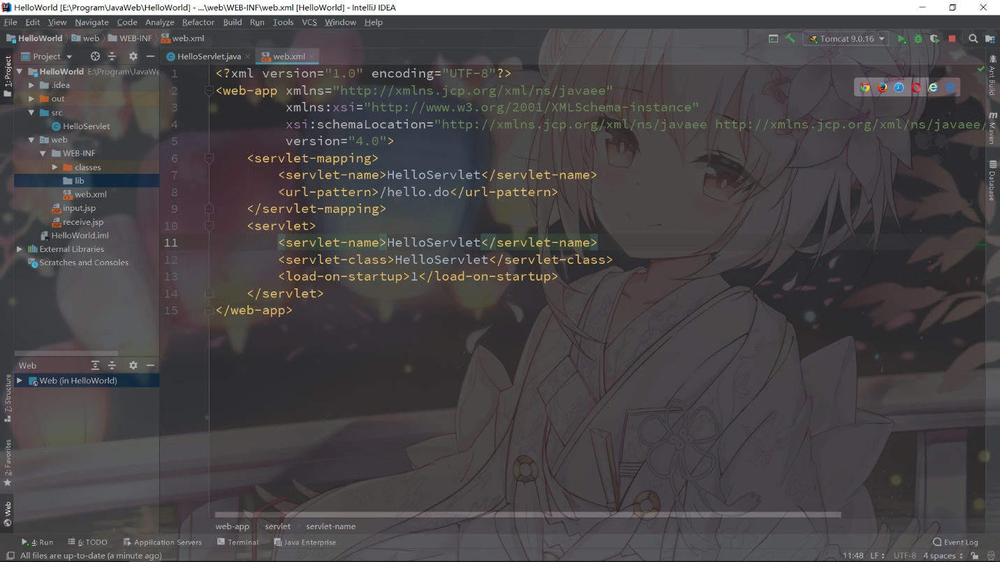 HelloWorld [E:\Program\JavaWeb\HelloWorld] - ...\web\WEB-INF\web.xml [HelloWorld] - IntelliJ IDEA
File Edit View Navigate Code Analyze Refactor Build Run Tools VCS Window Help
HelloWorld web WEB-INF web.xml
Tomcat 9.0.16
1: Project
Project
HelloServlet.java
web.xml
HelloWorld E:\Program\JavaWe
.idea
out
src
HelloServlet
web
WEB-INF
classes
lib
web.xml
input.jsp
receive.jsp
HelloWorld.iml
External Libraries
Scratches and Consoles
1 <?xml version="1.0" encoding="UTF-8"?>
2 <web-app xmlns="http://xmlns.jcp.org/xml/ns/javaee"
3 xmlns:xsi="http://www.w3.org/2001/XMLSchema-instance"
4 xsi:schemaLocation="http://xmlns.jcp.org/xml/ns/javaee http://xmlns.jcp.org/xml/ns/javaee/
5 version="4.0">
6 <servlet-mapping>
7 <servlet-name>HelloServlet</servlet-name>
8 <url-pattern>/hello.do</url-pattern>
9 </servlet-mapping>
10 <servlet>
11 <servlet-name>HelloServlet</servlet-name>
12 <servlet-class>HelloServlet</servlet-class>
13 <load-on-startup>1</load-on-startup>
14 </servlet>
15 </web-app>
Ant Build
Maven
Database
Web
Web (in HelloWorld)
7: Structure
2: Favorites
Web
web-app servlet servlet-name
4: Run 6: TODO Application Servers Terminal Java Enterprise Event Log
All files are up-to-date (a minute ago) 11:48 LF UTF-8 4 spaces